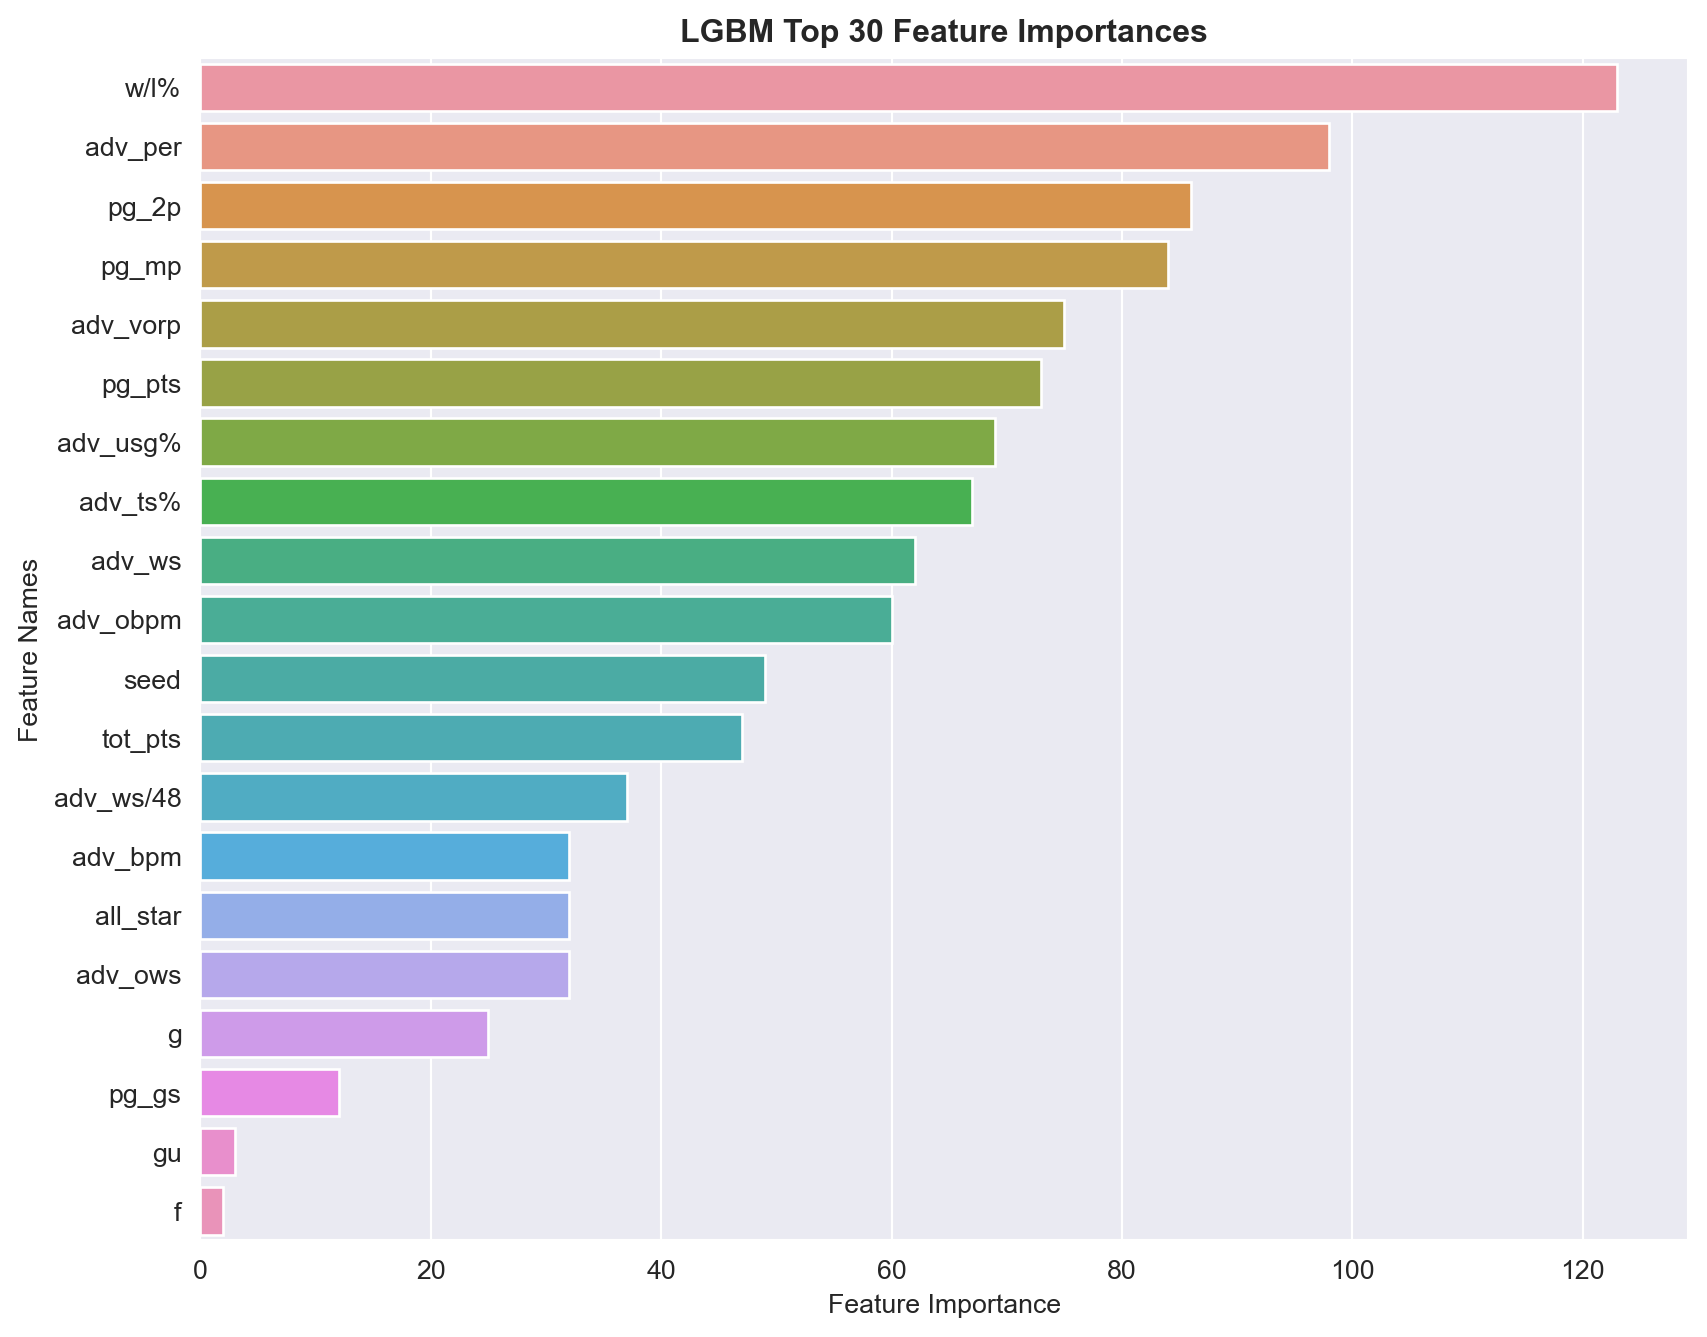 LGBM Top 30 Feature Importances
w/l%
adv_per
pg_2p
pg_mp
adv_vorp
pg_pts
adv_usg%
adv_ts%
adv_ws
adv_obpm
seed
tot_pts
adv_ws/48
adv_bpm
all_star
adv_ows
g
pg_gs
gu
f
Feature Names
0 20 40 60 80 100 120
Feature Importance